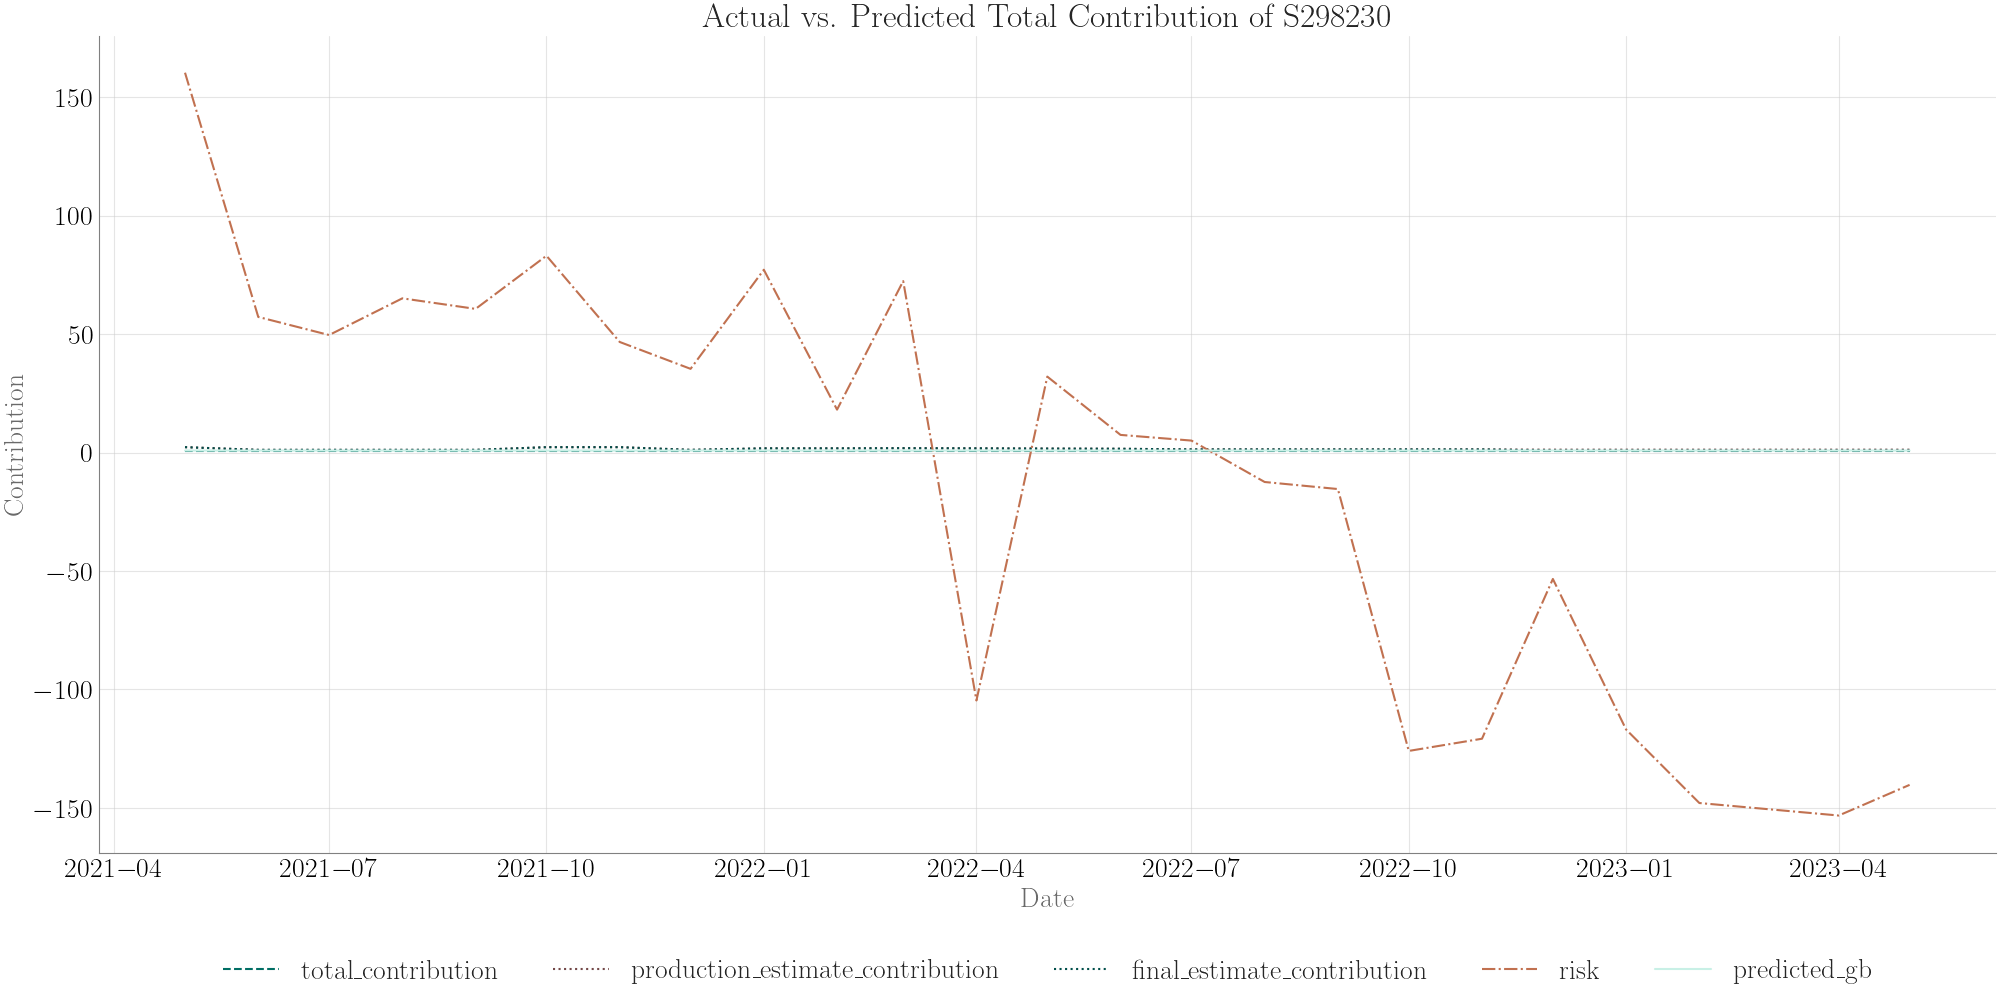 Actual vs. Predicted Total Contribution of S298230
Contribution
150
100
50
0
−50
−100
−150
2021−04 2021−07 2021−10 2022−01 2022−04 2022−07 2022−10 2023−01 2023−04
Date
total_contribution production_estimate_contribution final_estimate_contribution risk predicted_gb